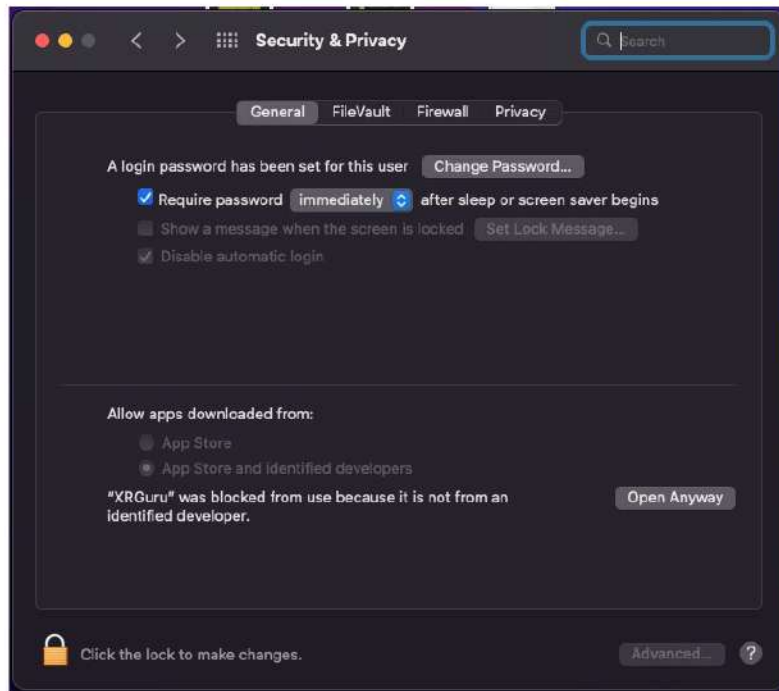 Security & Privacy
Search
General FileVault Firewall Privacy
A login password has been set for this user Change Password...
Require password immediately after sleep or screen saver begins
Show a message when the screen is locked Set Lock Message...
Disable automatic login
Allow apps downloaded from:
App Store
App Store and identified developers
"XRGuru" was blocked from use because it is not from an Open Anyway
identified developer.
Click the lock to make changes. Advanced... ?